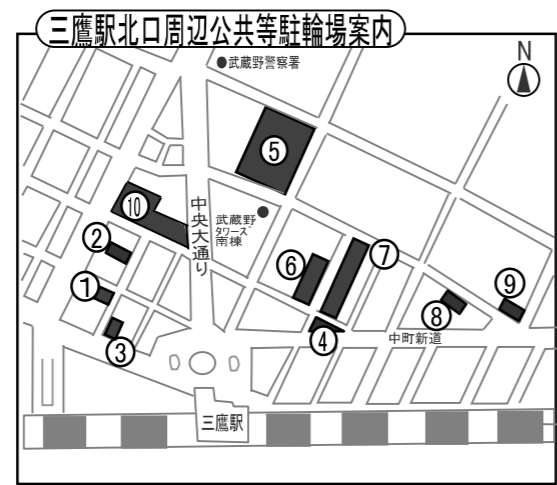 三鷹駅北口周辺公共等駐輪場案内
●武蔵野警察署
N
⑤
⑩
中央大通り
武蔵野
タワーズ
南棟
②
⑥
⑦
①
⑨
⑧
③
④
中町新道
三鷹駅